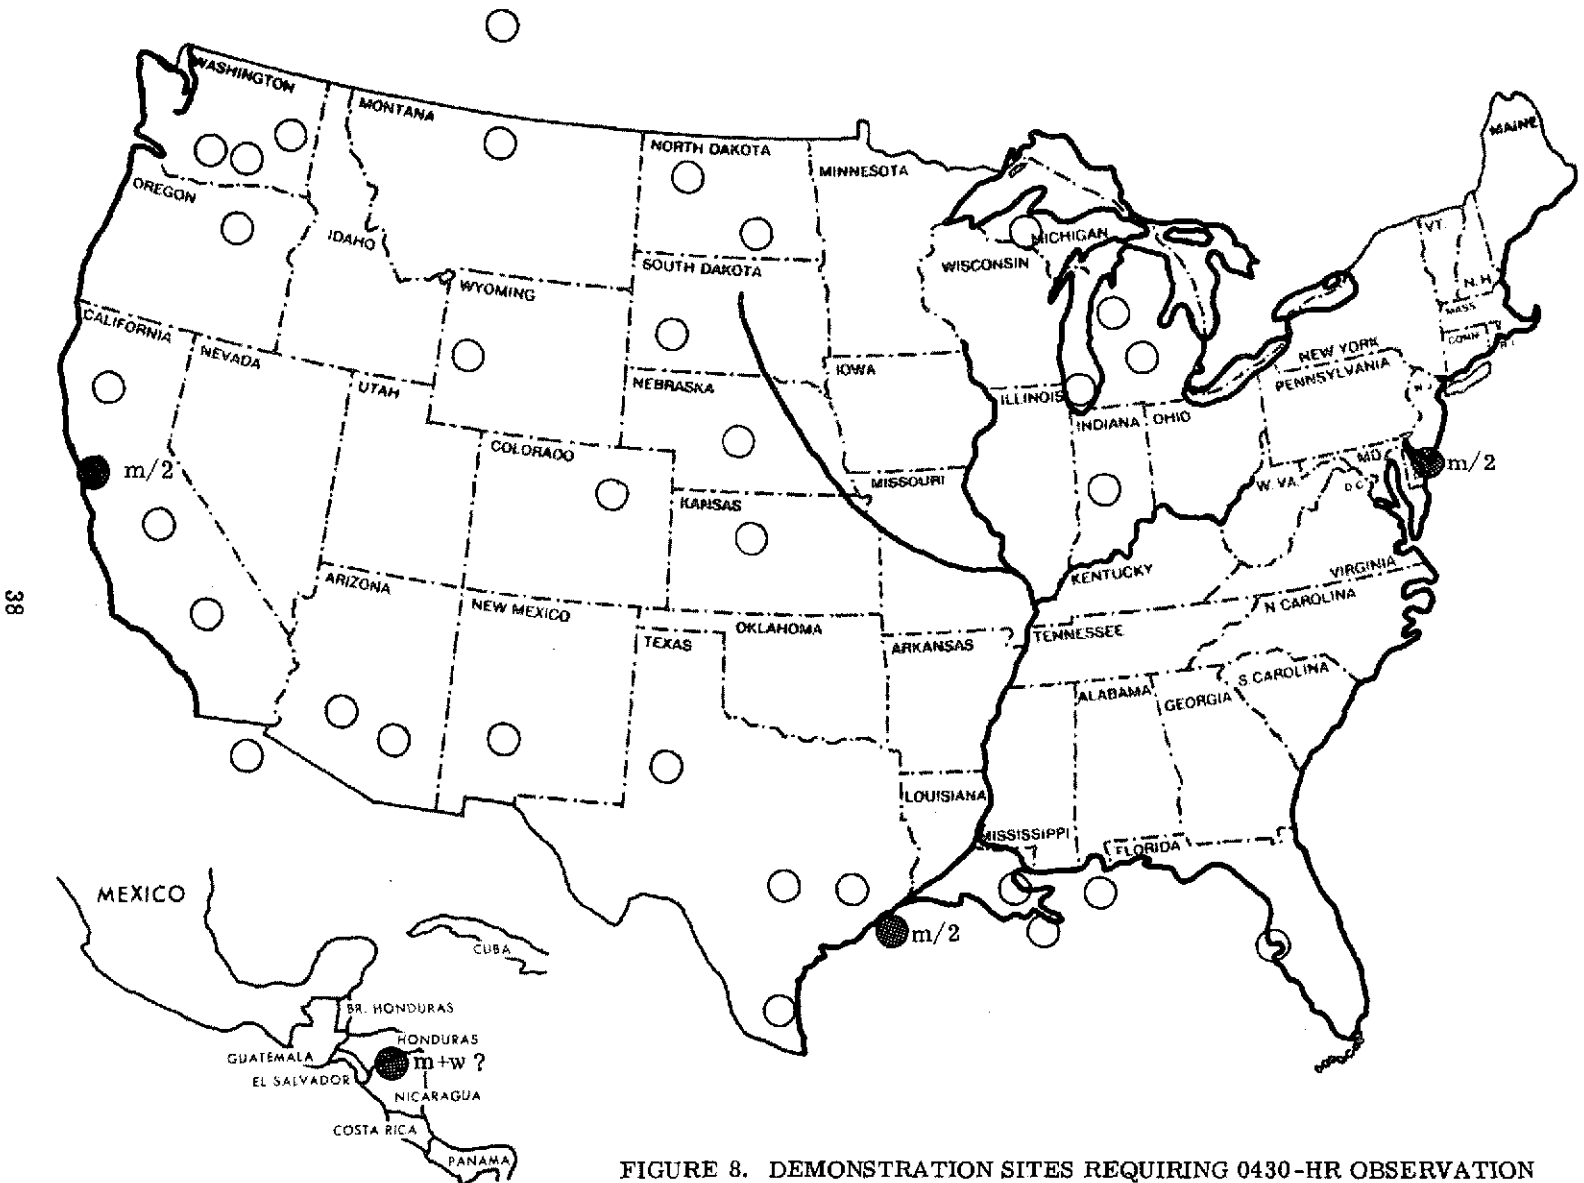 WASHINGTON
MONTANA
NORTH DAKOTA
MINNESOTA
MAINE
OREGON
IDAHO
MICHIGAN
VT.
SOUTH DAKOTA
WISCONSIN
WYOMING
N.H.
MASS
CALIFORNIA
CONN
R.I.
NEVADA
NEW YORK
UTAH
NEBRASKA
IOWA
PENNSYLVANIA
ILLINOIS
INDIANA
OHIO
COLORADO
MD.
m/2
m/2
MISSOURI
W. VA.
D.C.
KANSAS
ARIZONA
KENTUCKY
VIRGINIA
38
NEW MEXICO
N CAROLINA
OKLAHOMA
TENNESSEE
TEXAS
ARKANSAS
S. CAROLINA
ALABAMA
GEORGIA
LOUISIANA
MISSISSIPPI
FLORIDA
MEXICO
m/2
CUBA
BR. HONDURAS
HONDURAS
GUATEMALA
m+w ?
EL SALVADOR
NICARAGUA
COSTA RICA
PANAMA
FIGURE 8. DEMONSTRATION SITES REQUIRING 0430-HR OBSERVATION